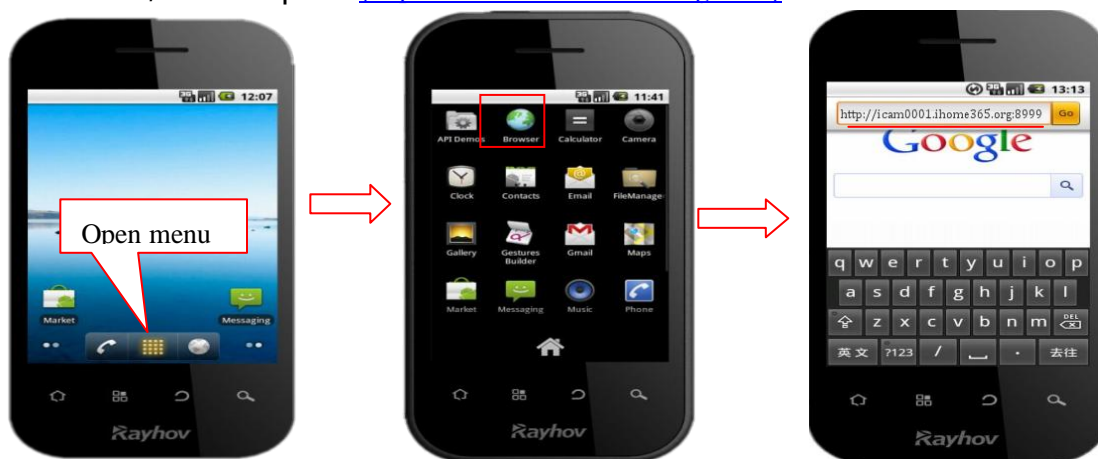 12:07
Open menu
Market
Messaging
Rayhov
11:41
API Demos Browser Calculator Camera
Clock Contacts Email FileManage
Gallery Gestures Builder Gmail Maps
Market Messaging Music Phone
Rayhov
13:13
http://icam0001.ihome365.org:8999 Go
Google
q w e r t y u i o p
a s d f g h j k l
z x c v b n m DEL
英文 ?123 / . 去往
Rayhov